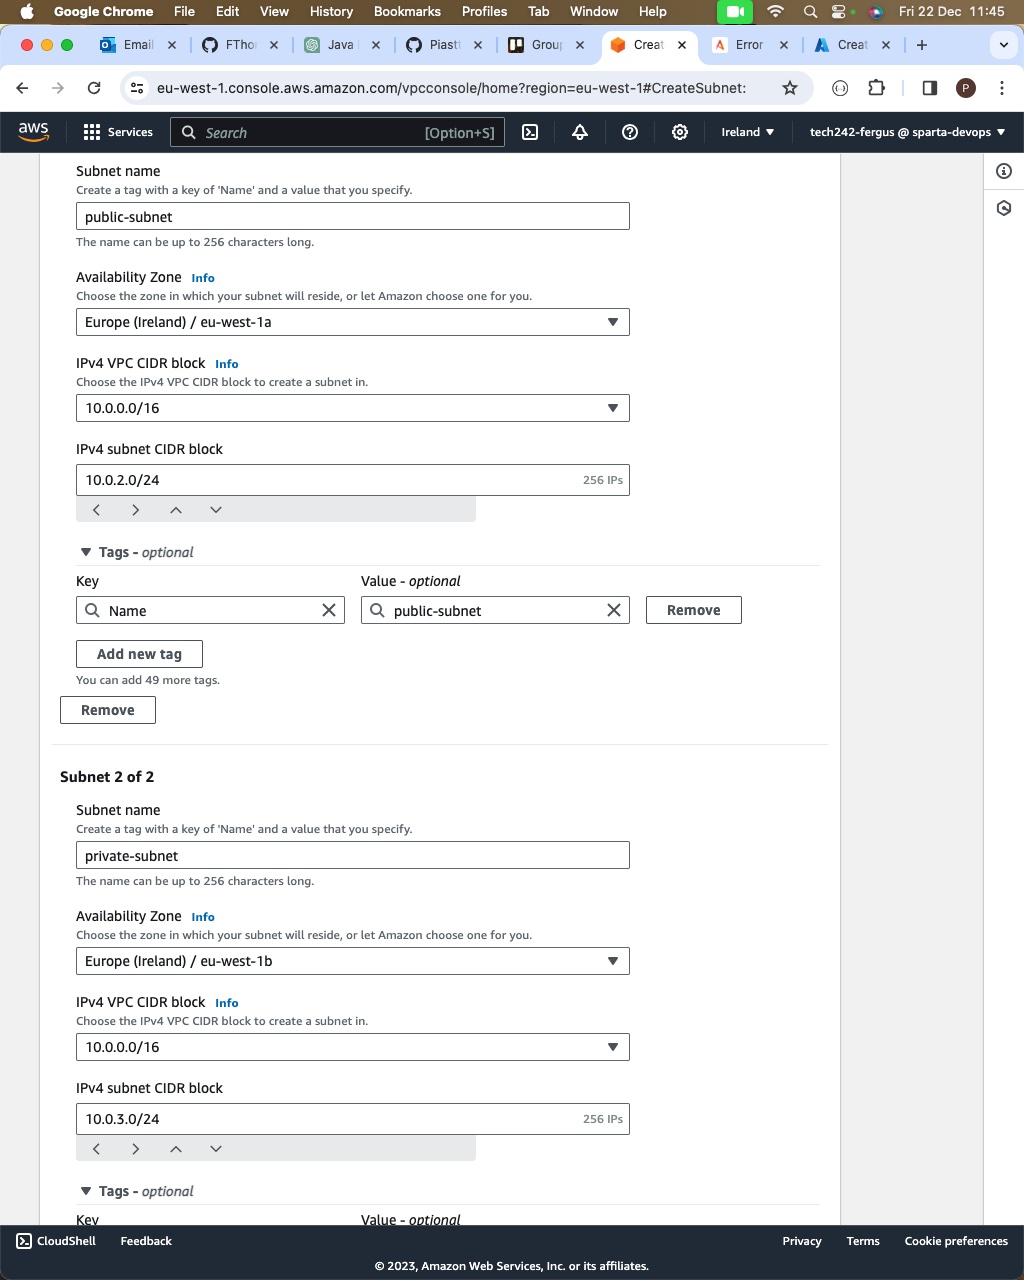 Google Chrome File Edit View History Bookmarks Profiles Tab Window Help Fri 22 Dec 11:45
Email FTho Java Piast Group Creat Error Creat
eu-west-1.console.aws.amazon.com/vpcconsole/home?region=eu-west-1#CreateSubnet: P
aws Services Search [Option+S] Ireland tech242-fergus @ sparta-devops
Subnet name
Create a tag with a key of 'Name' and a value that you specify.
public-subnet
The name can be up to 256 characters long.
Availability Zone Info
Choose the zone in which your subnet will reside, or let Amazon choose one for you.
Europe (Ireland) / eu-west-1a
IPv4 VPC CIDR block Info
Choose the IPv4 VPC CIDR block to create a subnet in.
10.0.0.0/16
IPv4 subnet CIDR block
10.0.2.0/24 256 IPs
Tags - optional
Key Value - optional
Name public-subnet Remove
Add new tag
You can add 49 more tags.
Remove
Subnet 2 of 2
Subnet name
Create a tag with a key of 'Name' and a value that you specify.
private-subnet
The name can be up to 256 characters long.
Availability Zone Info
Choose the zone in which your subnet will reside, or let Amazon choose one for you.
Europe (Ireland) / eu-west-1b
IPv4 VPC CIDR block Info
Choose the IPv4 VPC CIDR block to create a subnet in.
10.0.0.0/16
IPv4 subnet CIDR block
10.0.3.0/24 256 IPs
Tags - optional
Key Value - optional
CloudShell Feedback Privacy Terms Cookie preferences
© 2023, Amazon Web Services, Inc. or its affiliates.